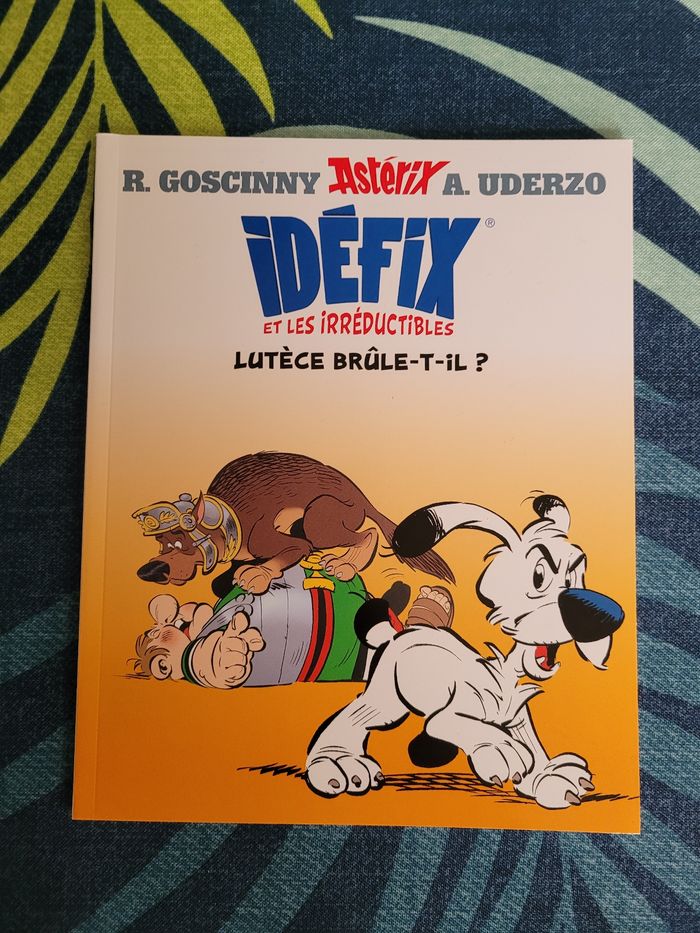 R. GOSCINNY Astérix A. UDERZO
iDÉFiX®
ET LES iRRÉDUCTIBLES
LUTÈCE BRÛLE-T-iL ?